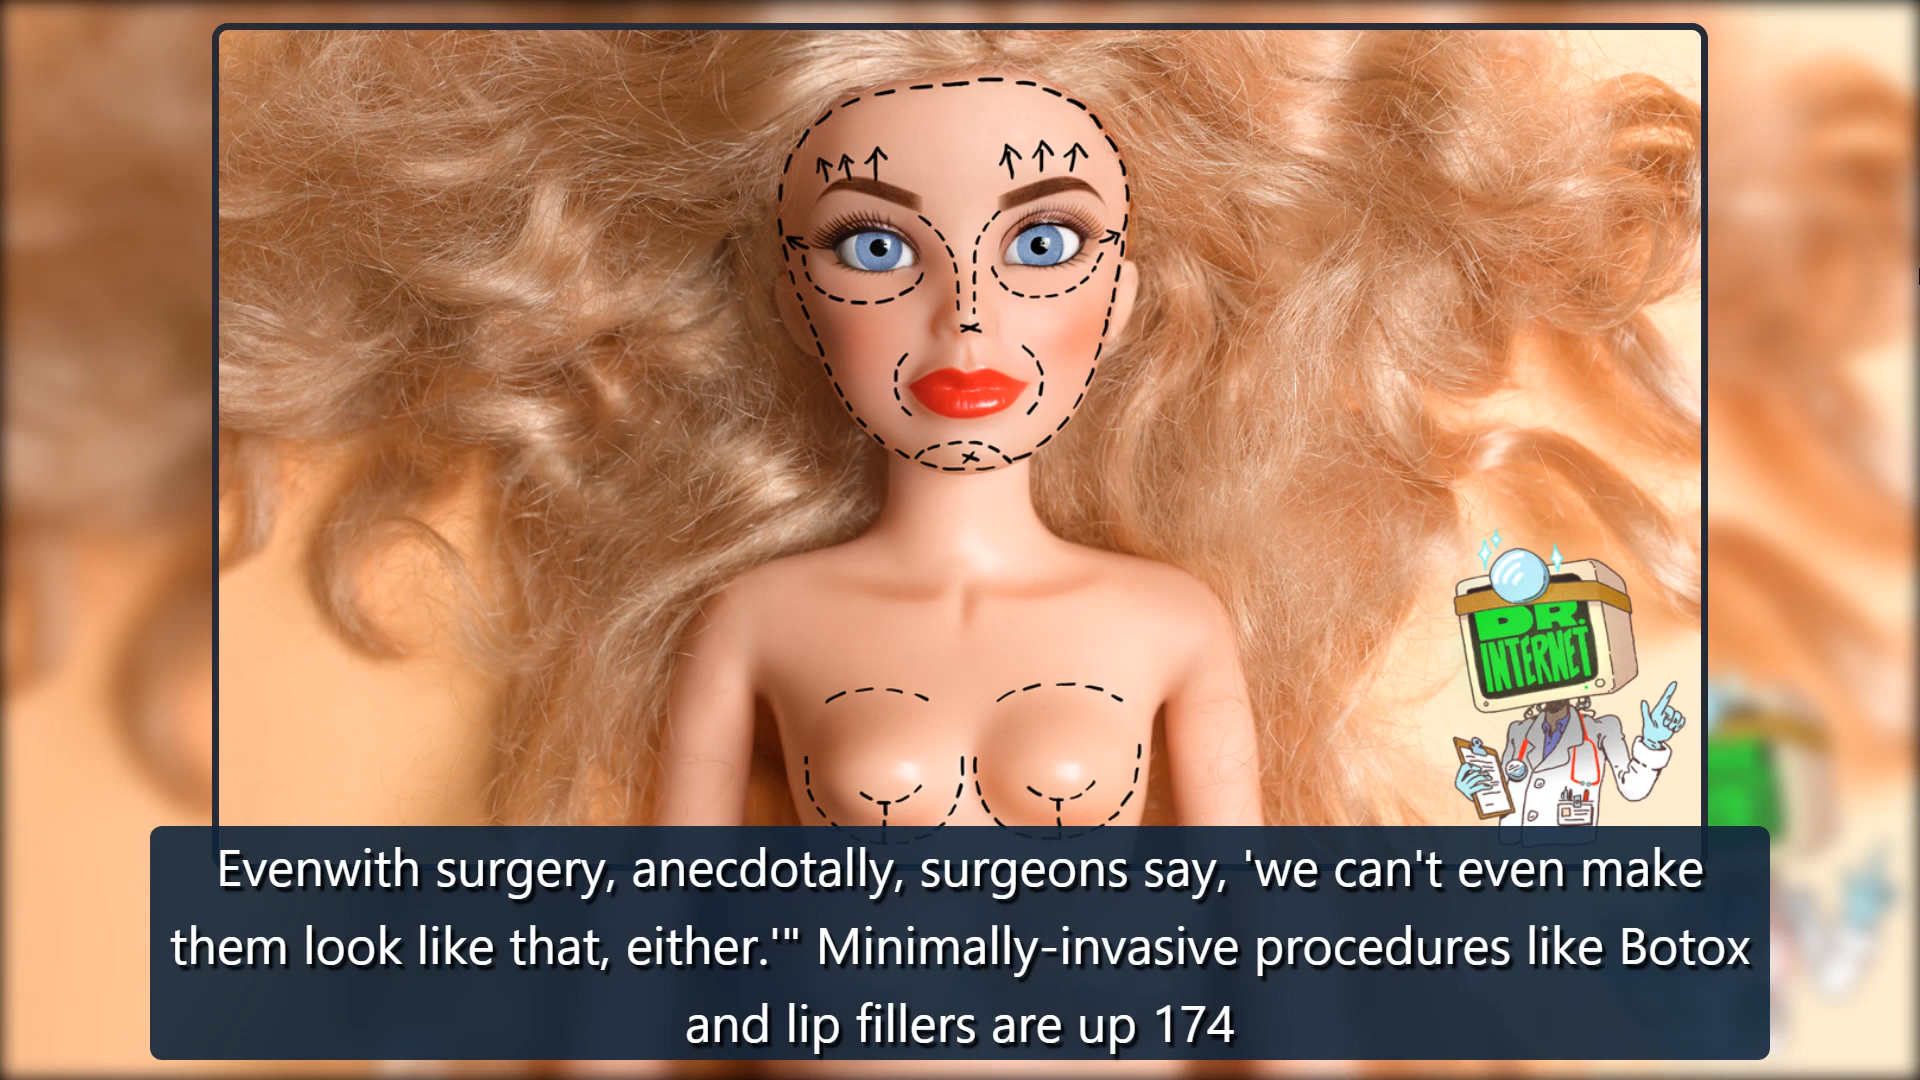 DR.
INTERNET
Evenwith surgery, anecdotally, surgeons say, 'we can't even make
them look like that, either.'" Minimally-invasive procedures like Botox
and lip fillers are up 174